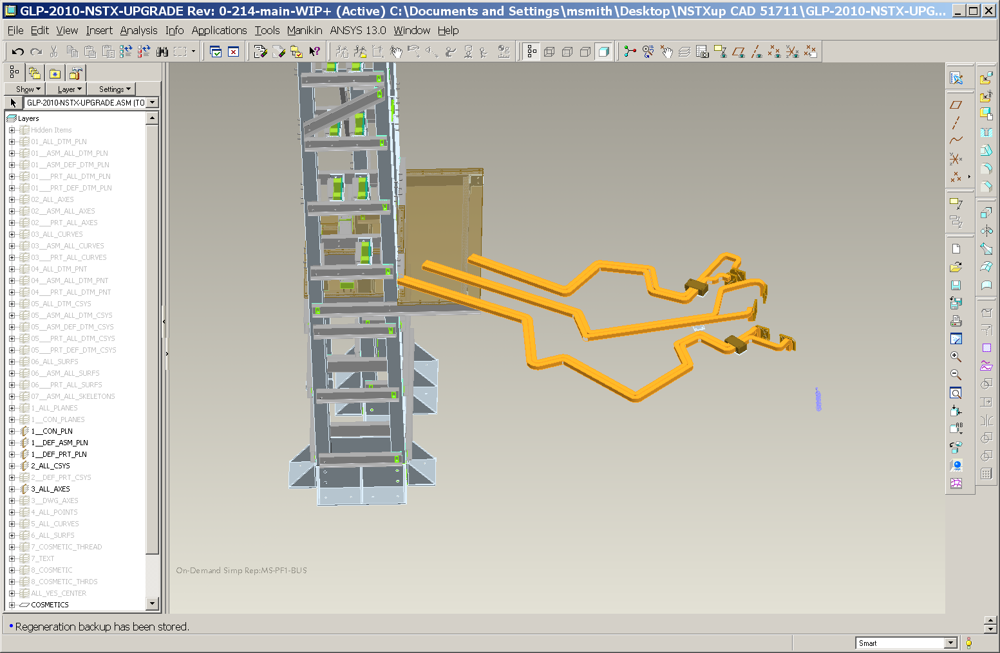 GLP-2010-NSTX-UPGRADE Rev: 0-214-main-WIP+ (Active) C:\Documents and Settings\msmith\Desktop\NSTXup CAD 51711\GLP-2010-NSTX-UPG...
File Edit View Insert Analysis Info Applications Tools Manikin ANSYS 13.0 Window Help
Show Layer Settings
GLP-2010-NSTX-UPGRADE.ASM (TO
Layers
Hidden Items
01_ALL_DTM_PLN
01__ASM_ALL_DTM_PLN
01__ASM_DEF_DTM_PLN
01___PRT_ALL_DTM_PLN
01___PRT_DEF_DTM_PLN
02_ALL_AXES
02__ASM_ALL_AXES
02___PRT_ALL_AXES
03_ALL_CURVES
03__ASM_ALL_CURVES
03___PRT_ALL_CURVES
04_ALL_DTM_PNT
04__ASM_ALL_DTM_PNT
04___PRT_ALL_DTM_PNT
05_ALL_DTM_CSYS
05__ASM_ALL_DTM_CSYS
05__ASM_DEF_DTM_CSYS
05___PRT_ALL_DTM_CSYS
05___PRT_DEF_DTM_CSYS
06_ALL_SURFS
06__ASM_ALL_SURFS
06___PRT_ALL_SURFS
07__ASM_ALL_SKELETONS
1_ALL_PLANES
1__CON_PLANES
1__CON_PLN
1__DEF_ASM_PLN
1__DEF_PRT_PLN
2_ALL_CSYS
2__DEF_PRT_CSYS
3_ALL_AXES
3__DWG_AXES
4_ALL_POINTS
5_ALL_CURVES
6_ALL_SURFS
7_COSMETIC_THREAD
7_TEXT
8_COSMETIC
8_COSMETIC_THRDS
ALL_VES_CENTER
COSMETICS
On-Demand Simp Rep:MS-PF1-BUS
AB
Regeneration backup has been stored.
Smart